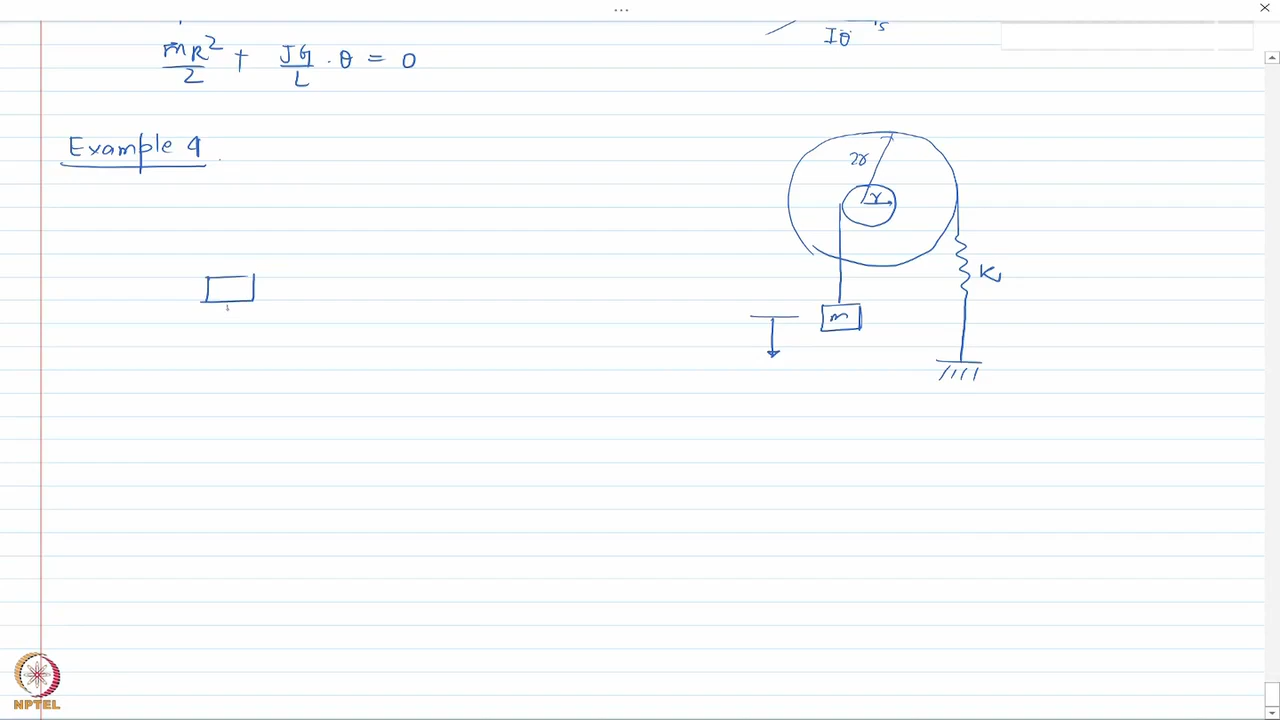 ...
Iθ̈ 's
mR²/2 + JG/L · θ = 0
Example 4
2r
r
K
m
NPTEL